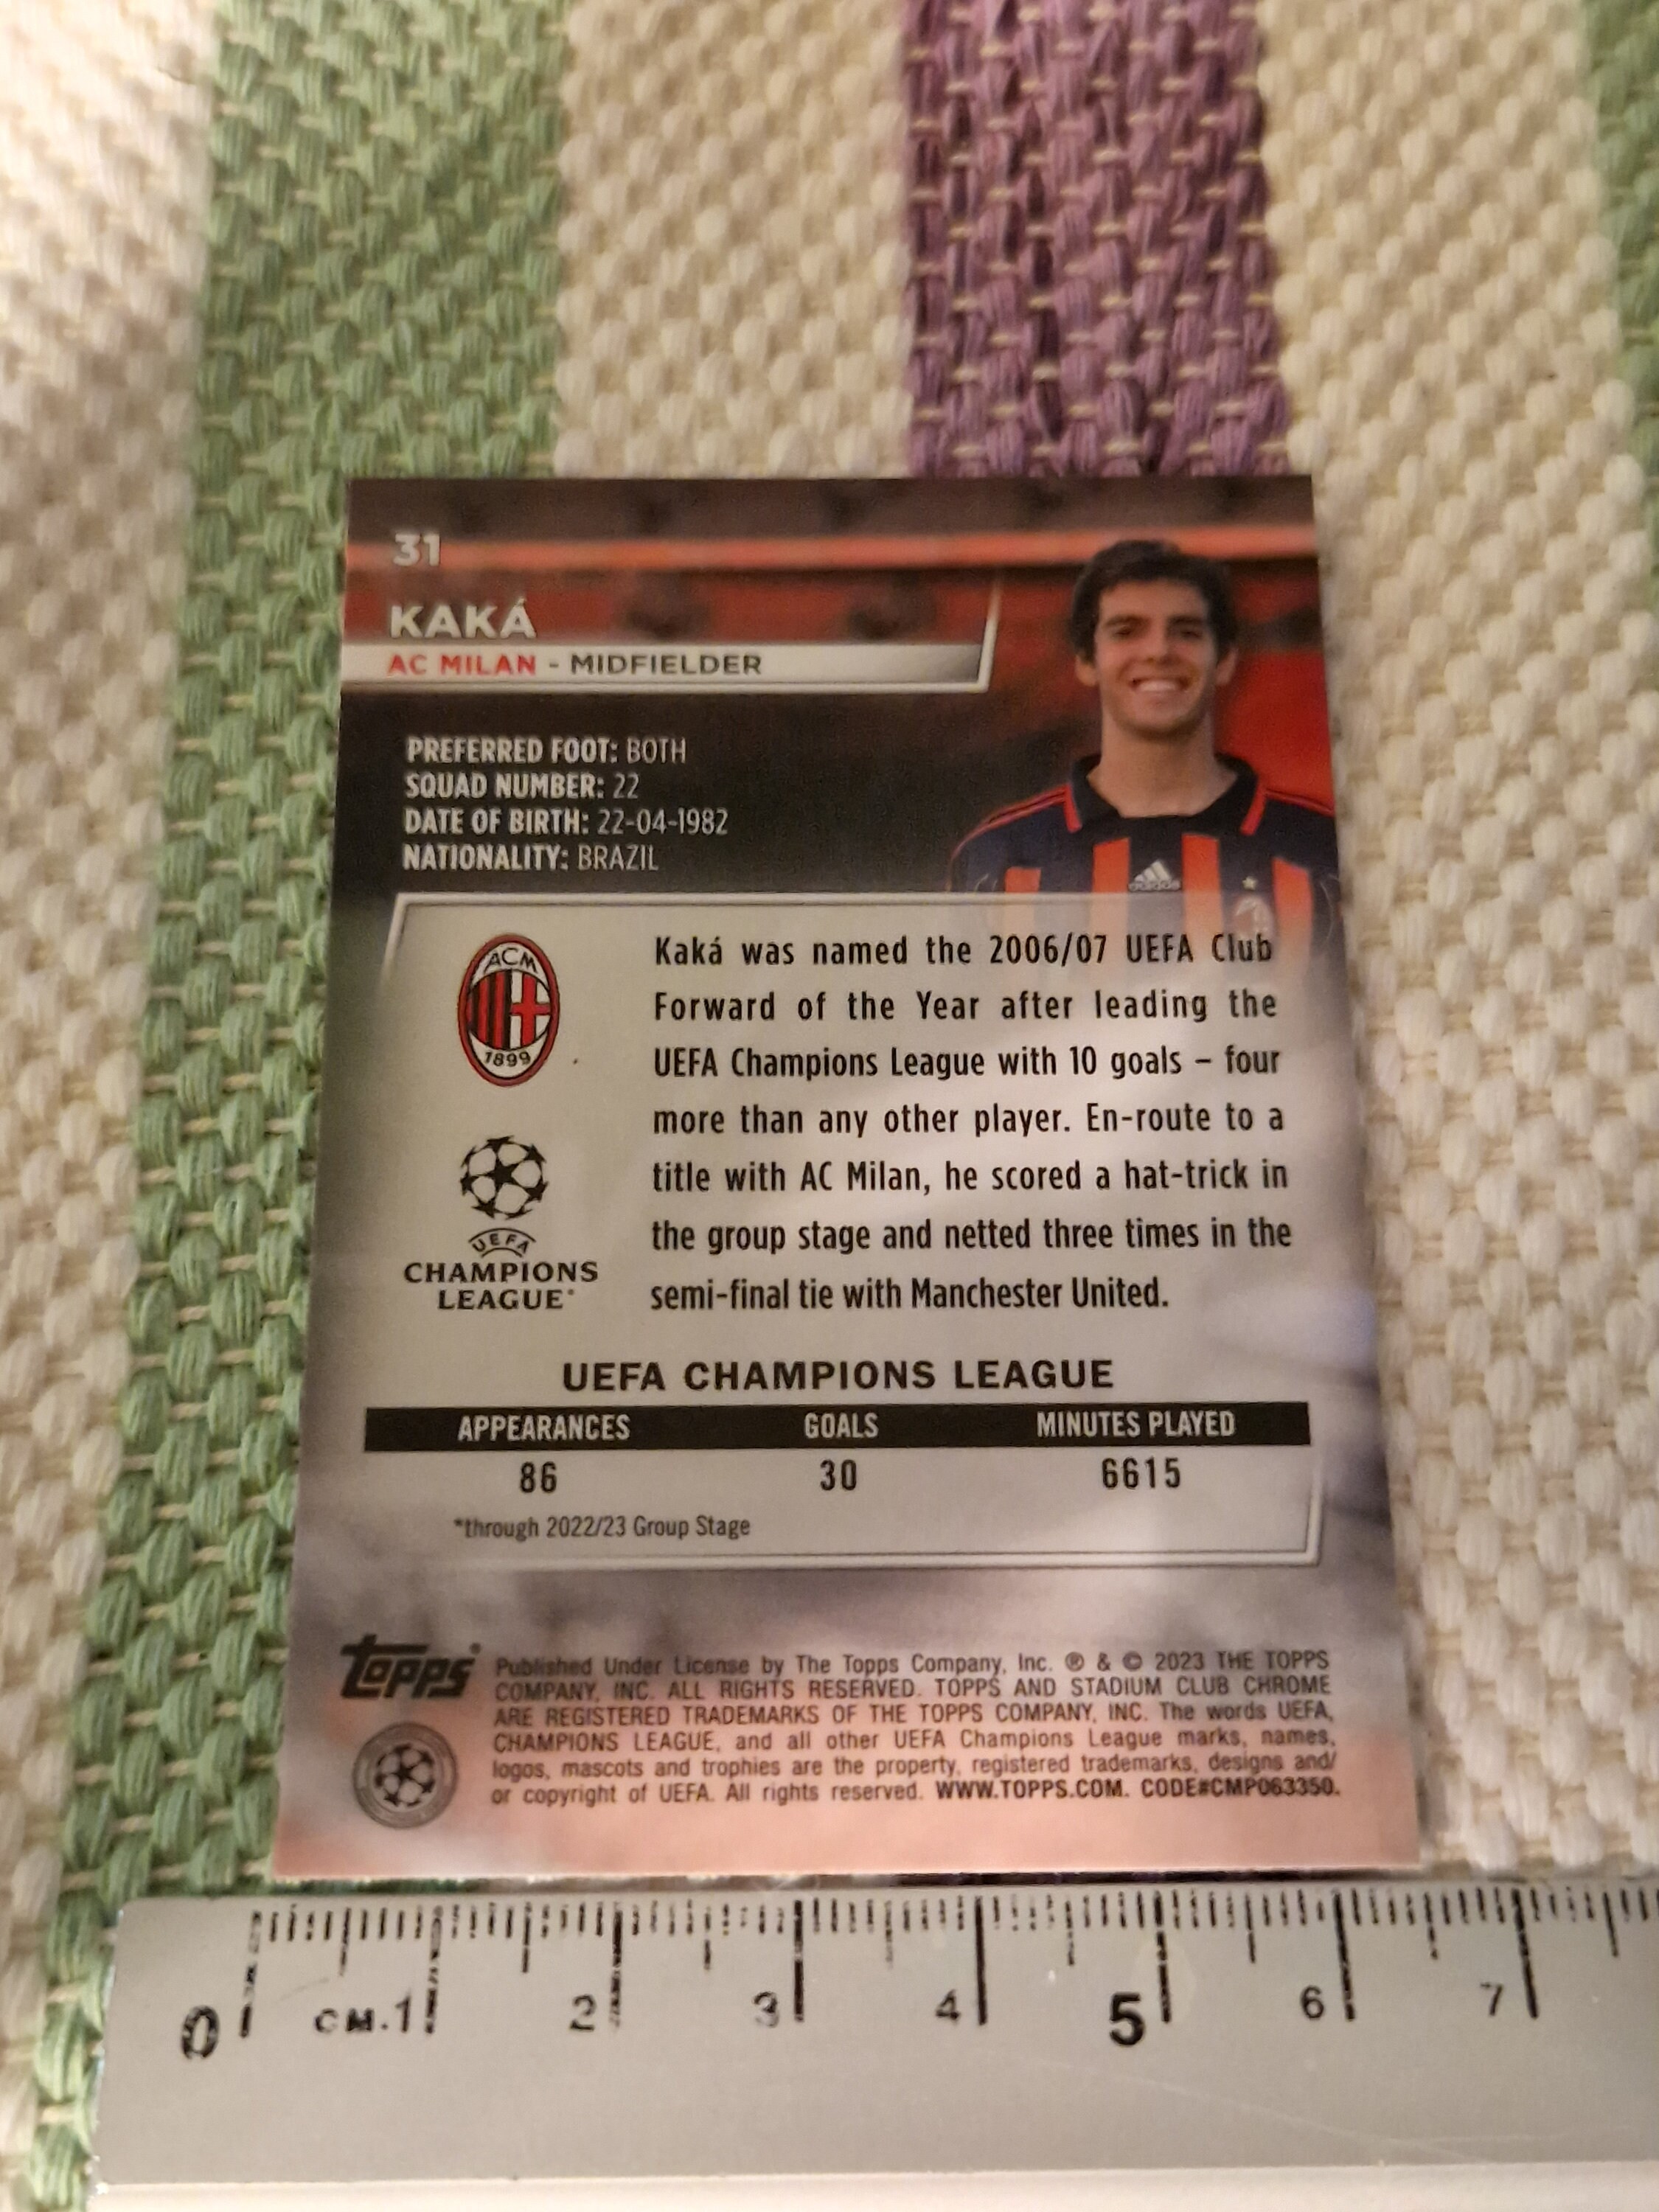 31
KAKÁ
AC MILAN - MIDFIELDER
PREFERRED FOOT: BOTH
SQUAD NUMBER: 22
DATE OF BIRTH: 22-04-1982
NATIONALITY: BRAZIL
adidas
ACM
1899
Kaká was named the 2006/07 UEFA Club
Forward of the Year after leading the
UEFA Champions League with 10 goals – four
more than any other player. En-route to a
title with AC Milan, he scored a hat-trick in
the group stage and netted three times in the
semi-final tie with Manchester United.
UEFA
CHAMPIONS
LEAGUE®
UEFA CHAMPIONS LEAGUE
APPEARANCES GOALS MINUTES PLAYED
86 30 6615
*through 2022/23 Group Stage
topps®
Published Under License by The Topps Company, Inc. ® & © 2023 THE TOPPS
COMPANY, INC. ALL RIGHTS RESERVED. TOPPS AND STADIUM CLUB CHROME
ARE REGISTERED TRADEMARKS OF THE TOPPS COMPANY, INC. The words UEFA,
CHAMPIONS LEAGUE, and all other UEFA Champions League marks, names,
logos, mascots and trophies are the property, registered trademarks, designs and/
or copyright of UEFA. All rights reserved. WWW.TOPPS.COM. CODE#CMP063350.
0 CM.1 2 3 4 5 6 7